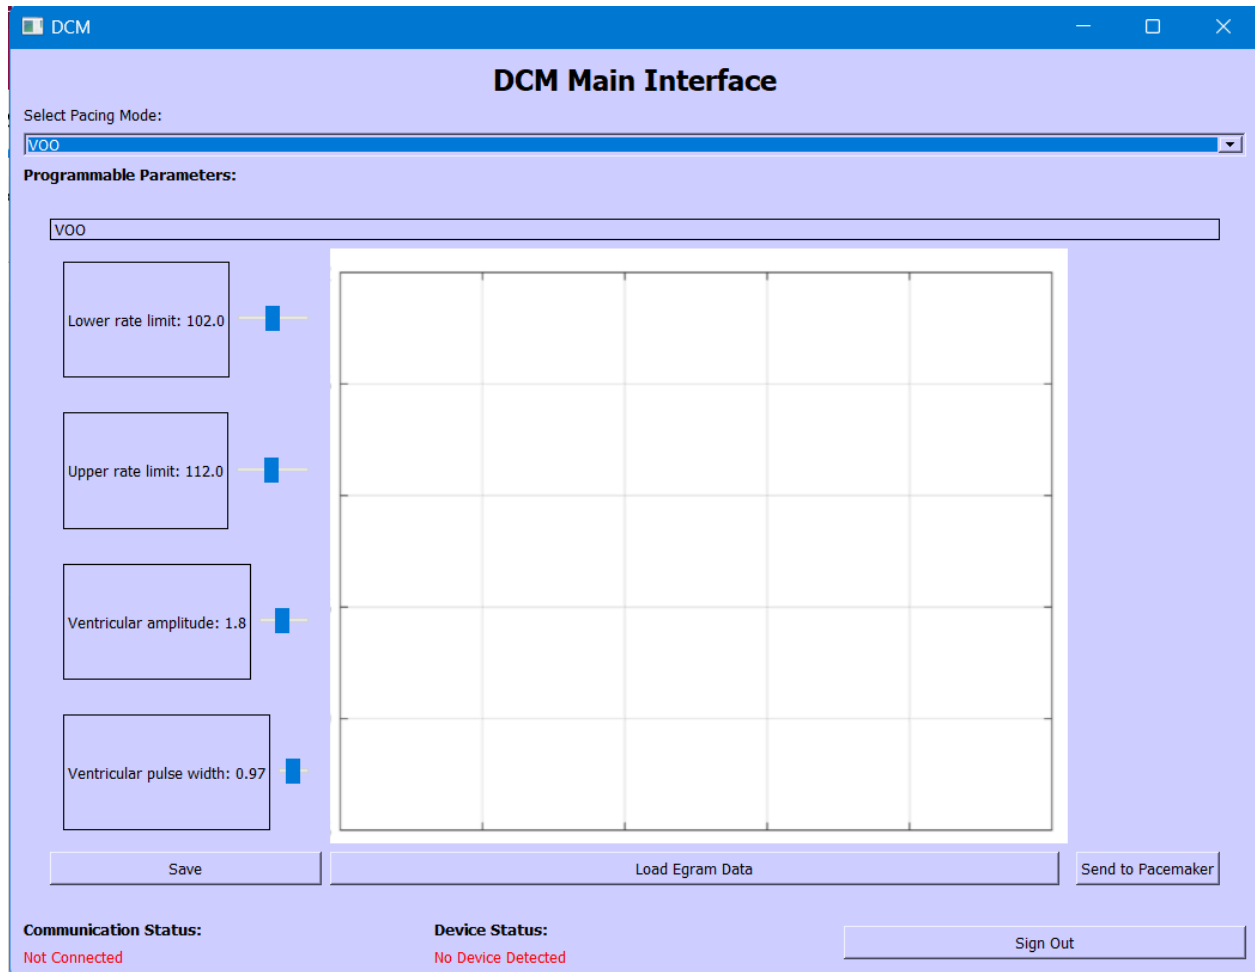 DCM
DCM Main Interface
Select Pacing Mode:
VOO
Programmable Parameters:
VOO
Lower rate limit: 102.0
Upper rate limit: 112.0
Ventricular amplitude: 1.8
Ventricular pulse width: 0.97
Save
Load Egram Data
Send to Pacemaker
Communication Status:
Device Status:
Sign Out
Not Connected
No Device Detected